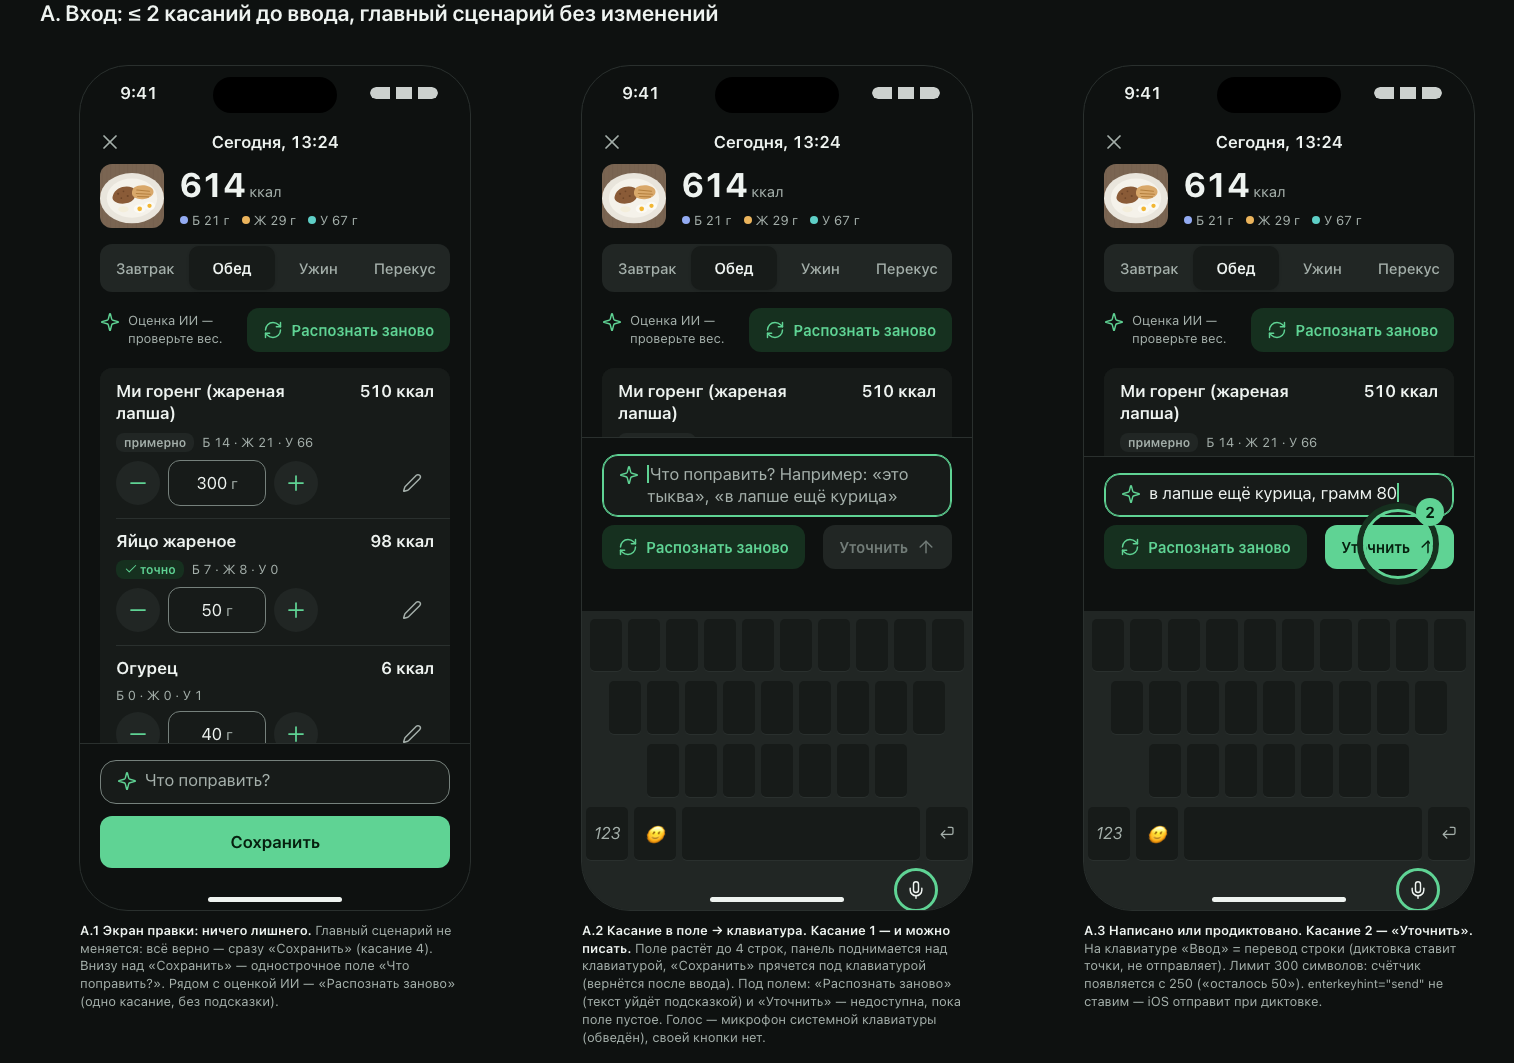 A. Вход: ≤ 2 касаний до ввода, главный сценарий без изменений
9:41
Сегодня, 13:24
614 ккал
Б 21 г Ж 29 г У 67 г
Завтрак Обед Ужин Перекус
Оценка ИИ —
проверьте вес.
Распознать заново
Ми горенг (жареная
лапша)
510 ккал
примерно Б 14 · Ж 21 · У 66
300 г
Яйцо жареное 98 ккал
точно Б 7 · Ж 8 · У 0
50 г
Огурец 6 ккал
Б 0 · Ж 0 · У 1
40 г
Что поправить?
Сохранить
A.1 Экран правки: ничего лишнего. Главный сценарий не
меняется: всё верно — сразу «Сохранить» (касание 4).
Внизу над «Сохранить» — однострочное поле «Что
поправить?». Рядом с оценкой ИИ — «Распознать заново»
(одно касание, без подсказки).
9:41
Сегодня, 13:24
614 ккал
Б 21 г Ж 29 г У 67 г
Завтрак Обед Ужин Перекус
Оценка ИИ —
проверьте вес.
Распознать заново
Ми горенг (жареная
лапша)
510 ккал
Что поправить? Например: «это
тыква», «в лапше ещё курица»
Распознать заново
Уточнить
123
A.2 Касание в поле → клавиатура. Касание 1 — и можно
писать. Поле растёт до 4 строк, панель поднимается над
клавиатурой, «Сохранить» прячется под клавиатурой
(вернётся после ввода). Под полем: «Распознать заново»
(текст уйдёт подсказкой) и «Уточнить» — недоступна, пока
поле пустое. Голос — микрофон системной клавиатуры
(обведён), своей кнопки нет.
9:41
Сегодня, 13:24
614 ккал
Б 21 г Ж 29 г У 67 г
Завтрак Обед Ужин Перекус
Оценка ИИ —
проверьте вес.
Распознать заново
Ми горенг (жареная
лапша)
510 ккал
примерно Б 14 · Ж 21 · У 66
в лапше ещё курица, грамм 80
2
Распознать заново
Уточнить
123
A.3 Написано или продиктовано. Касание 2 — «Уточнить».
На клавиатуре «Ввод» = перевод строки (диктовка ставит
точки, не отправляет). Лимит 300 символов: счётчик
появляется с 250 («осталось 50»). enterkeyhint="send" не
ставим — iOS отправит при диктовке.